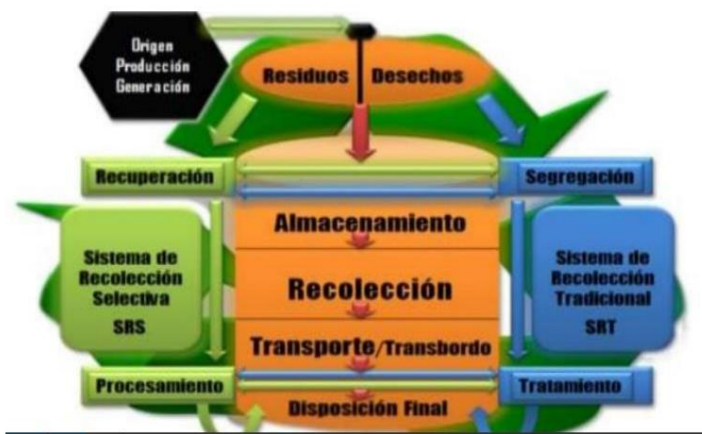 Origen
Producción
Generación
Residuos Desechos
Recuperación
Segregación
Almacenamiento
Sistema de
Recolección
Selectiva
SRS
Recolección
Sistema de
Recolección
Tradicional
SRT
Transporte/Transbordo
Procesamiento
Tratamiento
Disposición Final